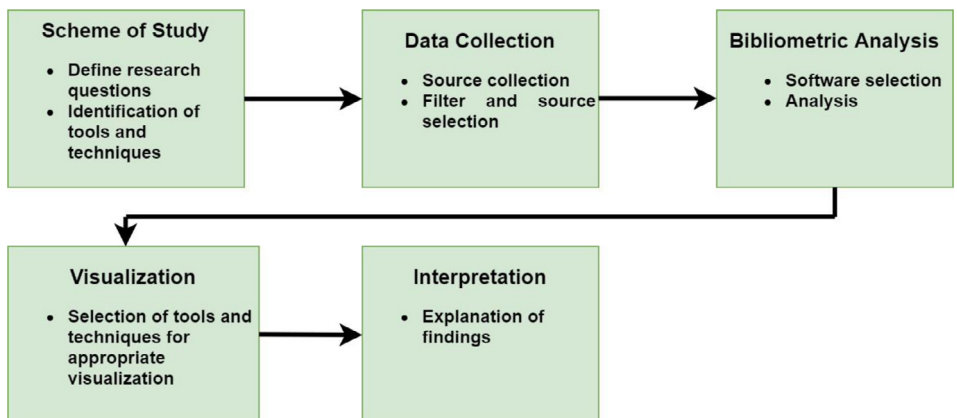 Scheme of Study
• Define research
questions
• Identification of
tools and
techniques
Data Collection
• Source collection
• Filter and source
selection
Bibliometric Analysis
• Software selection
• Analysis
Visualization
• Selection of tools and
techniques for
appropriate
visualization
Interpretation
• Explanation of
findings